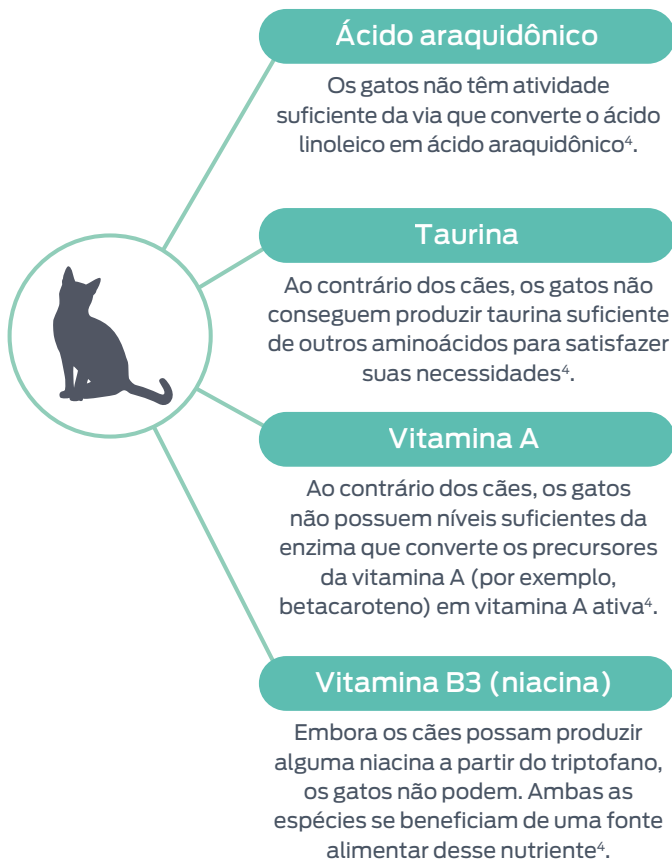 Ácido araquidônico
Os gatos não têm atividade
suficiente da via que converte o ácido
linoleico em ácido araquidônico⁴.
Taurina
Ao contrário dos cães, os gatos não
conseguem produzir taurina suficiente
de outros aminoácidos para satisfazer
suas necessidades⁴.
Vitamina A
Ao contrário dos cães, os gatos
não possuem níveis suficientes da
enzima que converte os precursores
da vitamina A (por exemplo,
betacaroteno) em vitamina A ativa⁴.
Vitamina B3 (niacina)
Embora os cães possam produzir
alguma niacina a partir do triptofano,
os gatos não podem. Ambas as
espécies se beneficiam de uma fonte
alimentar desse nutriente⁴.